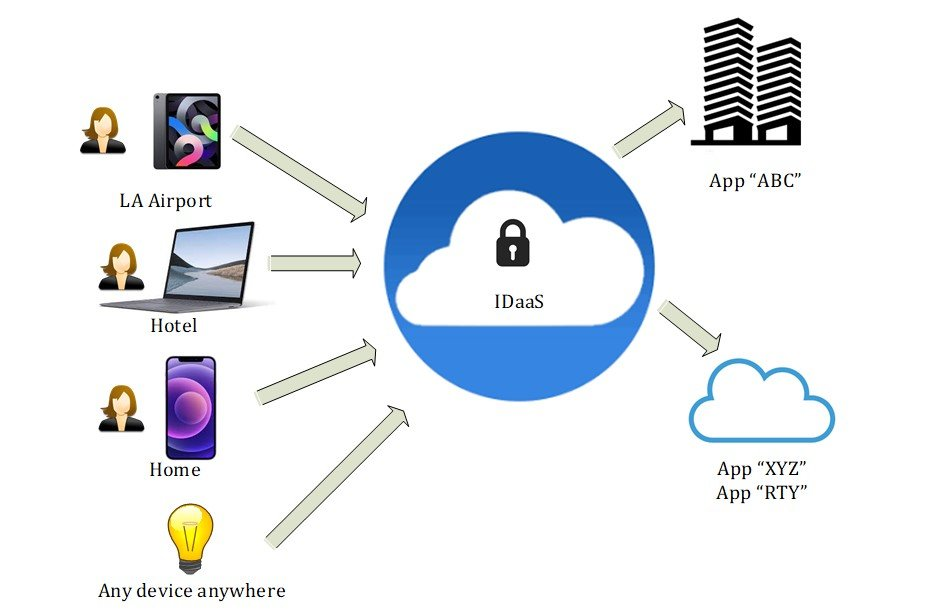 LA Airport
Hotel
Home
Any device anywhere
IDaaS
App “ABC”
App “XYZ”
App “RTY”